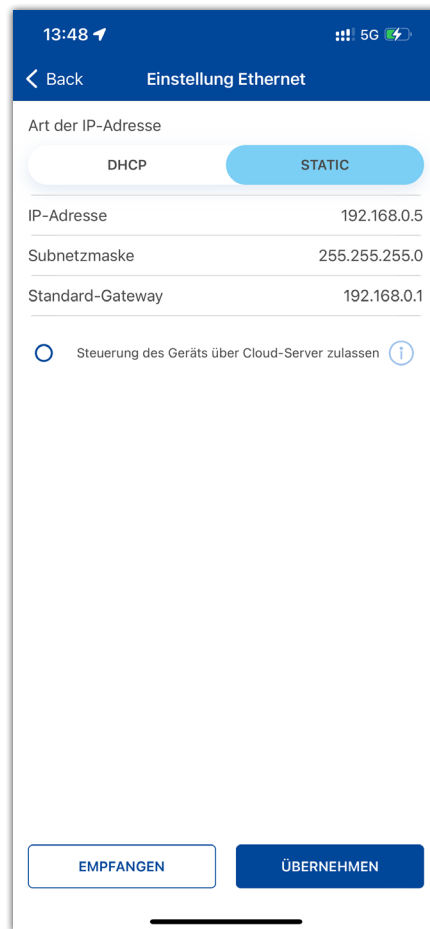 13:48 5G
Back Einstellung Ethernet
Art der IP-Adresse
DHCP STATIC
IP-Adresse 192.168.0.5
Subnetzmaske 255.255.255.0
Standard-Gateway 192.168.0.1
Steuerung des Geräts über Cloud-Server zulassen i
EMPFANGEN ÜBERNEHMEN